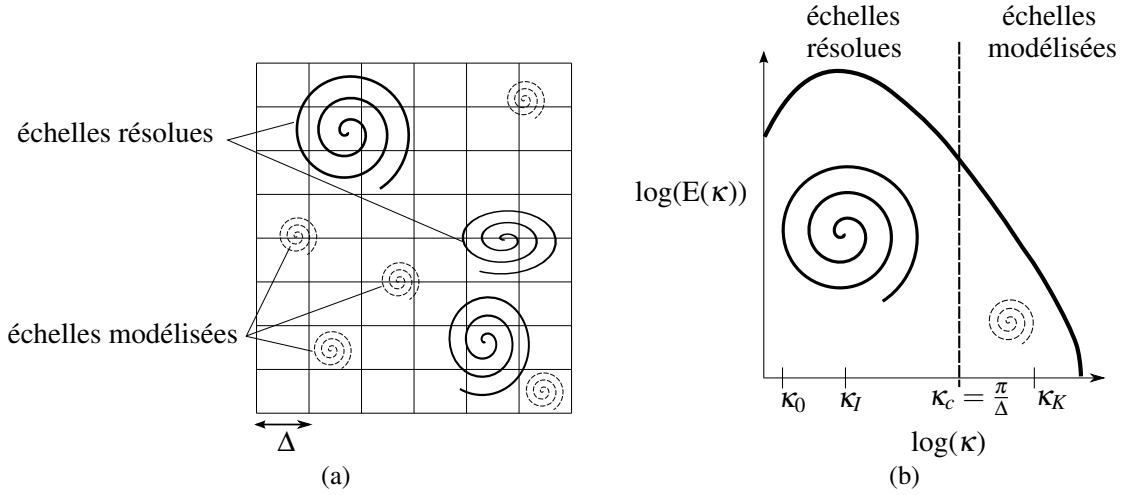 échelles résolues
échelles modélisées
Δ
(a)
échelles
résolues
échelles
modélisées
log(E(κ))
κ0 κI κc = π/Δ κK
log(κ)
(b)